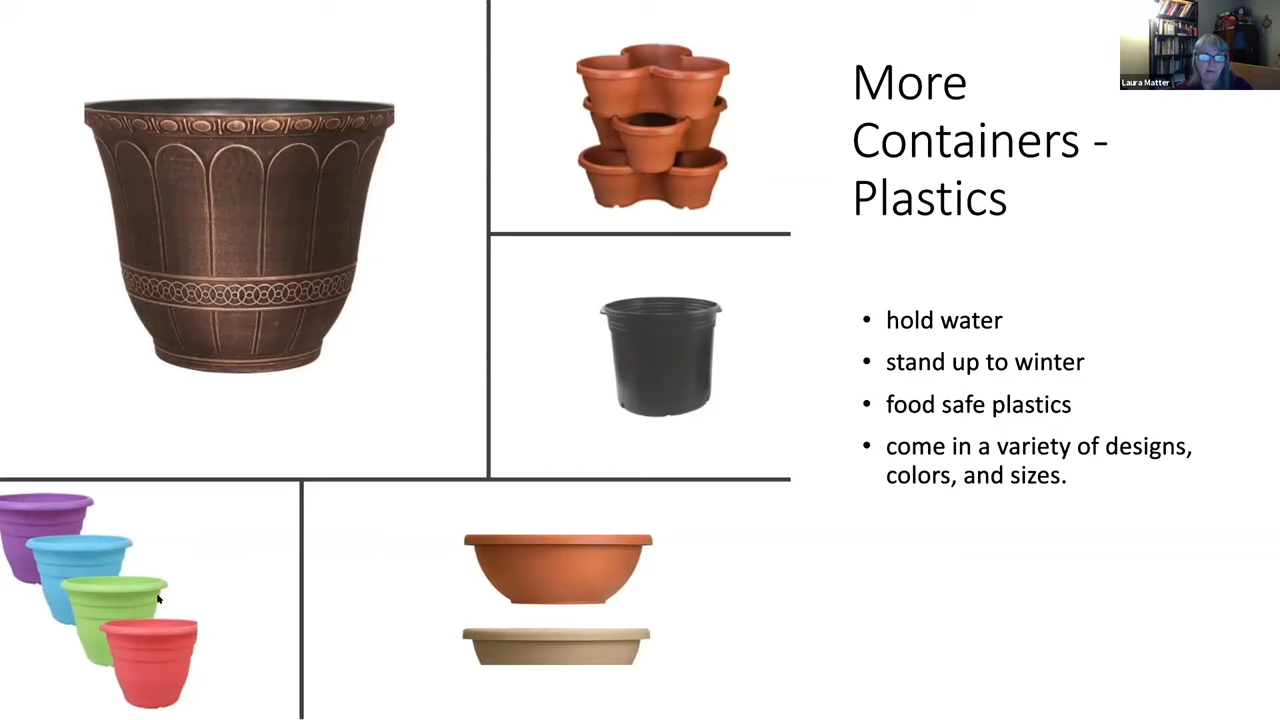 More
Containers -
Plastics
Laura Matter
• hold water
• stand up to winter
• food safe plastics
• come in a variety of designs,
colors, and sizes.